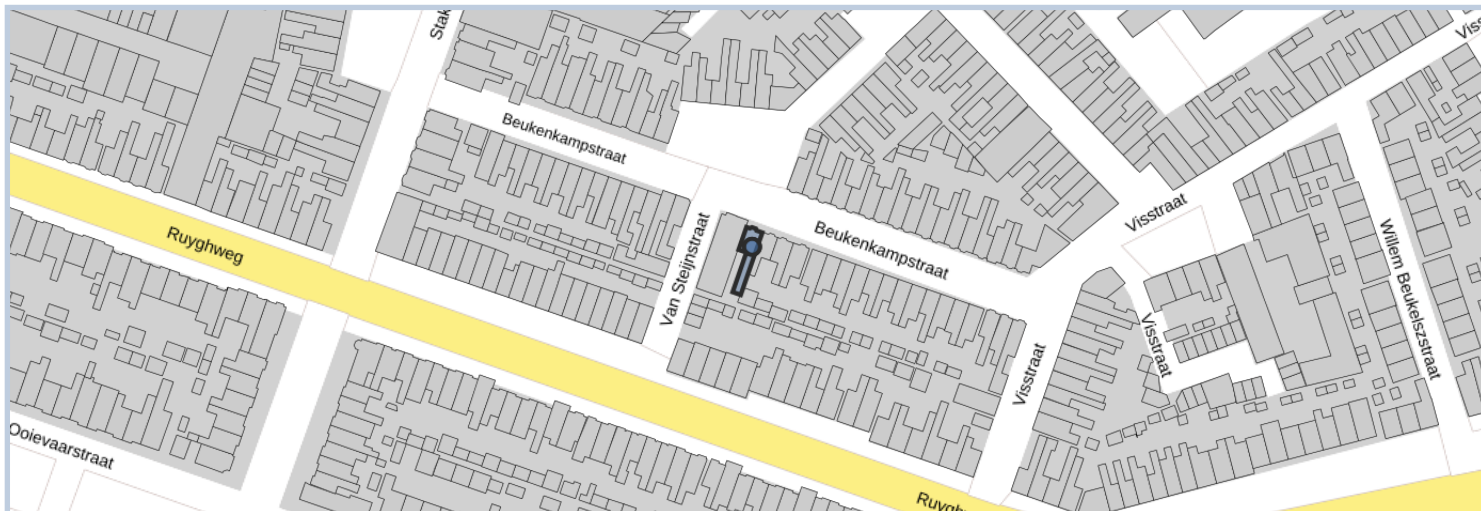 Beukenkampstraat
Ruyghweg
Van Steijnstraat
Beukenkampstraat
Visstraat
Willem Beukelszstraat
Visstraat
Visstraat
Ooievaarstraat